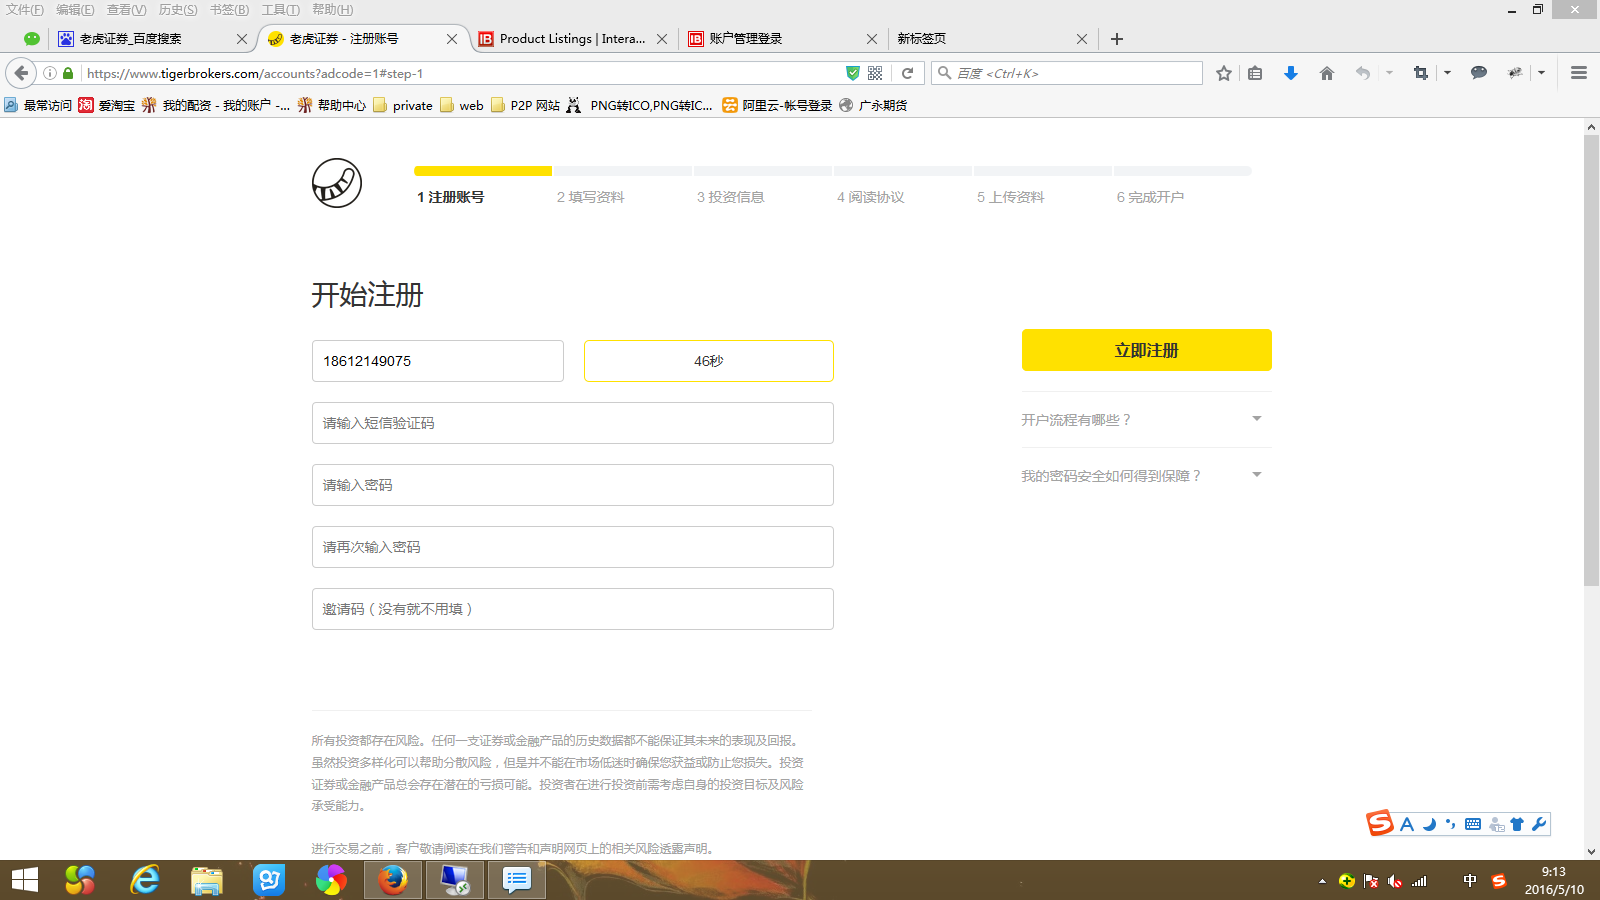 文件(F) 编辑(E) 查看(V) 历史(S) 书签(B) 工具(T) 帮助(H)
老虎证券_百度搜索 老虎证券 - 注册账号 Product Listings | Intera... 账户管理登录 新标签页
https://www.tigerbrokers.com/accounts?adcode=1#step-1 百度 <Ctrl+K>
最常访问 爱淘宝 我的配资 - 我的账户 -... 帮助中心 private web P2P 网站 PNG转ICO,PNG转IC... 阿里云-帐号登录 广永期货
1 注册账号 2 填写资料 3 投资信息 4 阅读协议 5 上传资料 6 完成开户
开始注册
18612149075 46秒
立即注册
请输入短信验证码
开户流程有哪些？
请输入密码
我的密码安全如何得到保障？
请再次输入密码
邀请码（没有就不用填）
所有投资都存在风险。任何一支证券或金融产品的历史数据都不能保证其未来的表现及回报。
虽然投资多样化可以帮助分散风险，但是并不能在市场低迷时确保您获益或防止您损失。投资
证券或金融产品总会存在潜在的亏损可能。投资者在进行投资前需考虑自身的投资目标及风险
承受能力。
进行交易之前，客户敬请阅读在我们警告和声明网页上的相关风险透露声明。
中
9:13
2016/5/10